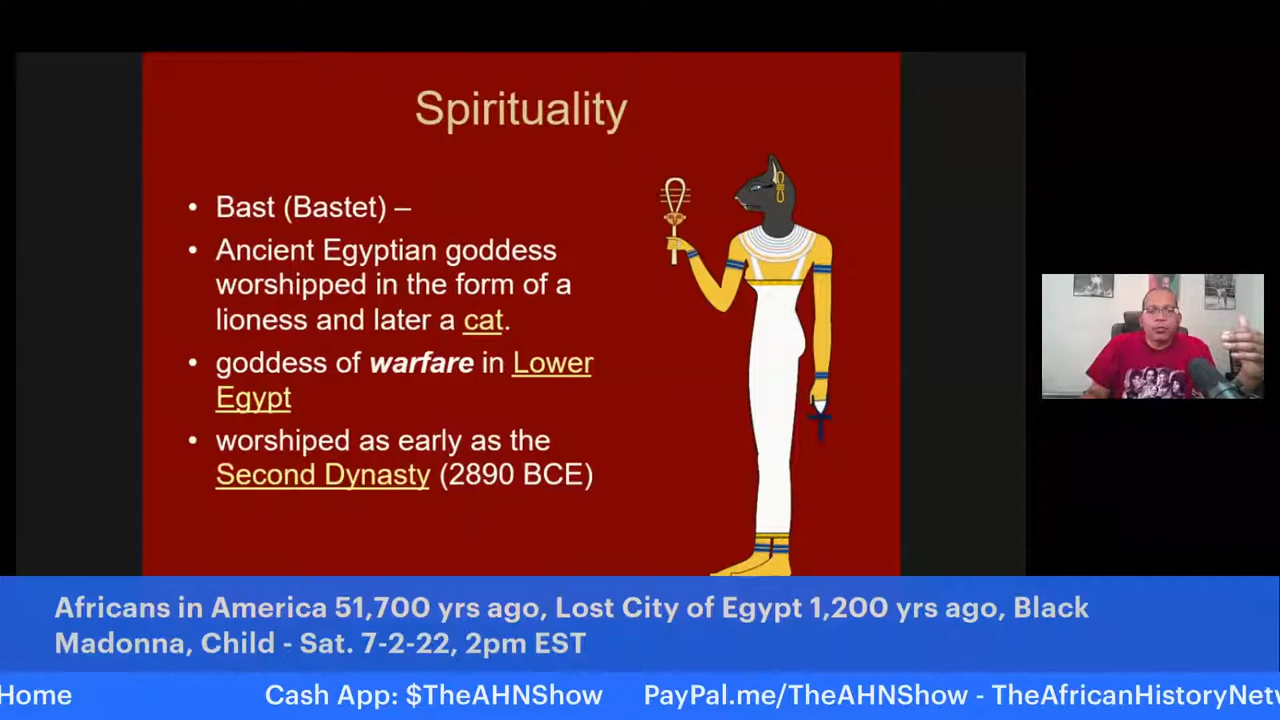 Spirituality
• Bast (Bastet) –
• Ancient Egyptian goddess
worshipped in the form of a
lioness and later a cat.
• goddess of warfare in Lower
Egypt
• worshiped as early as the
Second Dynasty (2890 BCE)
Africans in America 51,700 yrs ago, Lost City of Egypt 1,200 yrs ago, Black
Madonna, Child - Sat. 7-2-22, 2pm EST
Home Cash App: $TheAHNShow PayPal.me/TheAHNShow - TheAfricanHistoryNetw